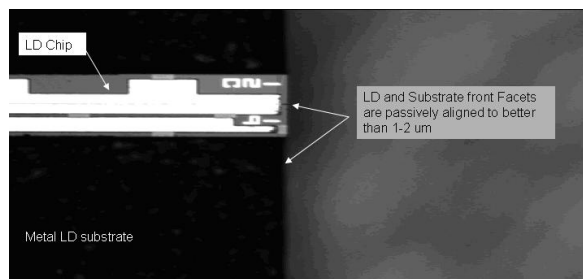 LD Chip
LD and Substrate front Facets
are passively aligned to better
than 1-2 um
Metal LD substrate